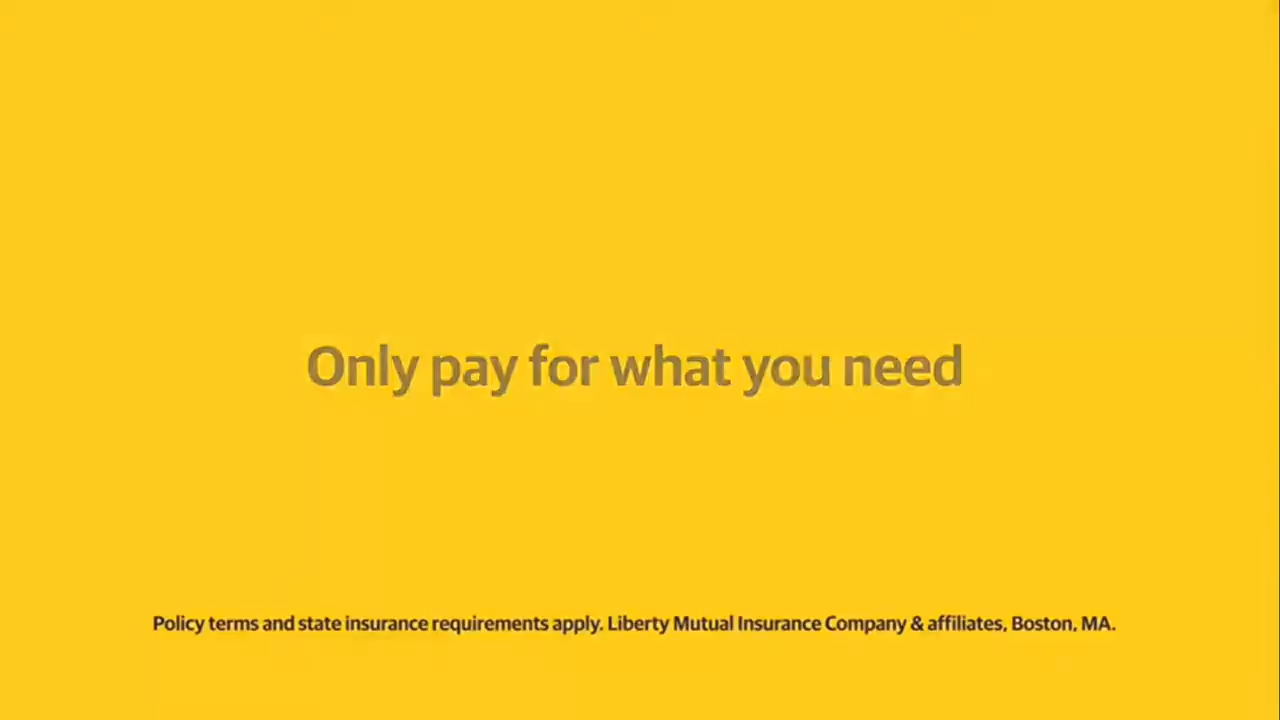 Only pay for what you need
Policy terms and state insurance requirements apply. Liberty Mutual Insurance Company & affiliates, Boston, MA.